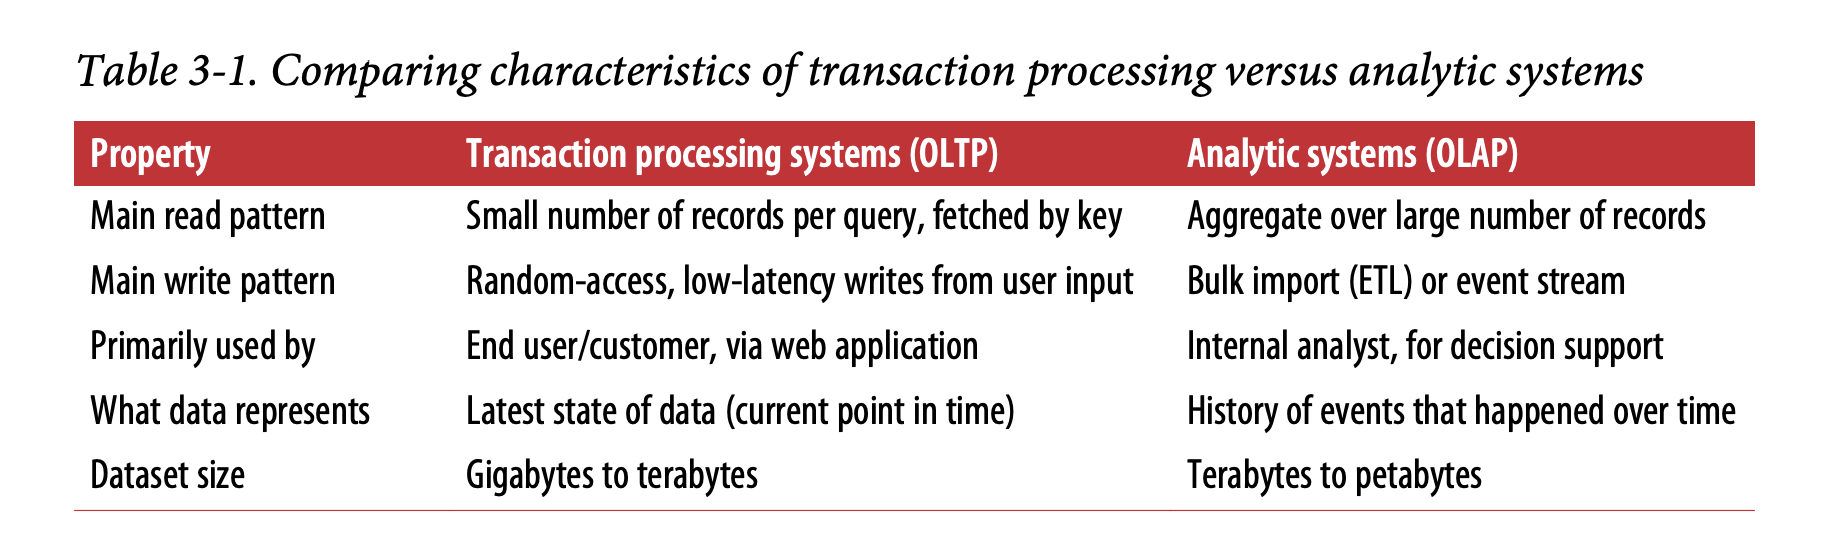 Table 3-1. Comparing characteristics of transaction processing versus analytic systems
Property Transaction processing systems (OLTP) Analytic systems (OLAP)
Main read pattern Small number of records per query, fetched by key Aggregate over large number of records
Main write pattern Random-access, low-latency writes from user input Bulk import (ETL) or event stream
Primarily used by End user/customer, via web application Internal analyst, for decision support
What data represents Latest state of data (current point in time) History of events that happened over time
Dataset size Gigabytes to terabytes Terabytes to petabytes